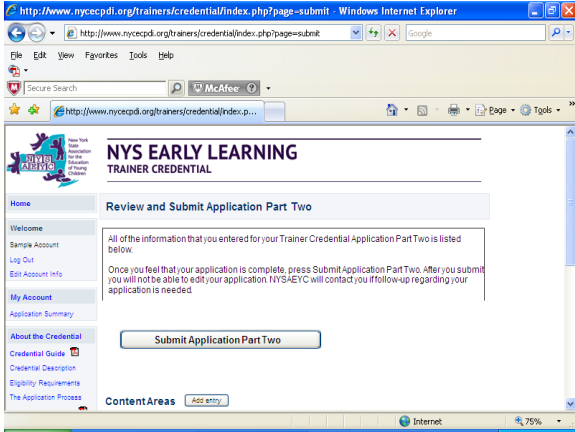 http://www.nycecpdi.org/trainers/credential/index.php?page=submit - Windows Internet Explorer
http://www.nycecpdi.org/trainers/credential/index.php?page=submit
Google
File Edit View Favorites Tools Help
Secure Search
McAfee
http://www.nycecpdi.org/trainers/credential/index.p...
Page Tools
New York
State
Association
for the
Education
of Young
Children
NYS
AEYC
NYS EARLY LEARNING
TRAINER CREDENTIAL
Home
Welcome
Sample Account
Log Out
Edit Account Info
My Account
Application Summary
About the Credential
Credential Guide
Credential Description
Eligibility Requirements
The Application Process
Review and Submit Application Part Two
All of the information that you entered for your Trainer Credential Application Part Two is listed
below.
Once you feel that your application is complete, press Submit Application Part Two. After you submit
you will not be able to edit your application. NYSAEYC will contact you if follow-up regarding your
application is needed.
Submit Application Part Two
Content Areas Add entry
Internet 75%